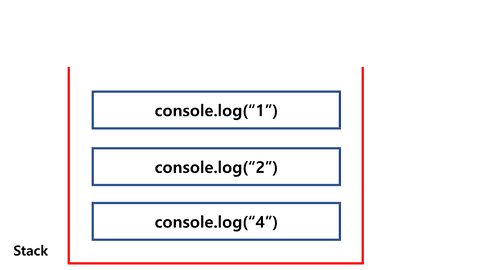 console.log(“1”)
console.log(“2”)
console.log(“4”)
Stack